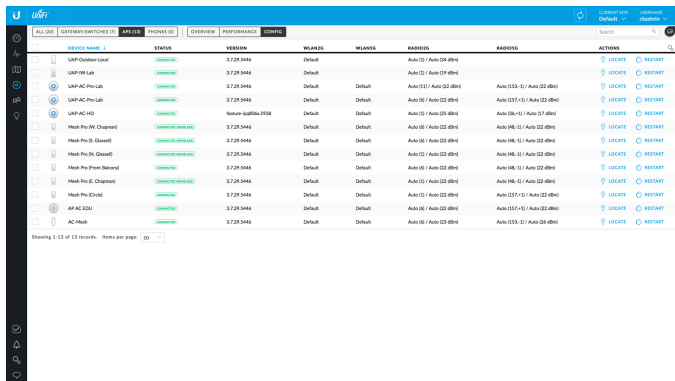 UniFi CURRENT SITE USERNAME
Default ckadmin
ALL (20) GATEWAY/SWITCHES (7) APS (13) PHONES (0) OVERVIEW PERFORMANCE CONFIG Search
DEVICE NAME ↓ STATUS VERSION WLAN2G WLAN5G RADIO2G RADIO5G ACTIONS
UAP-Outdoor-Local CONNECTED 3.7.29.5446 Default Auto (1) / Auto (24 dBm) LOCATE RESTART
UAP-IW-Lab CONNECTED 3.7.29.5446 Default Auto (1) / Auto (19 dBm) LOCATE RESTART
UAP-AC-Pro-Lab CONNECTED 3.7.29.5446 Default Default Auto (11) / Auto (22 dBm) Auto (153,-1) / Auto (22 dBm) LOCATE RESTART
UAP-AC-Pro-Lab CONNECTED 3.7.29.5446 Default Default Auto (6) / Auto (22 dBm) Auto (157,+1) / Auto (22 dBm) LOCATE RESTART
UAP-AC-HD CONNECTED feature-ipq806x.5938 Default Default Auto (1) / Auto (25 dBm) Auto (36,+1) / Auto (17 dBm) LOCATE RESTART
Mesh Pro (W. Chapman) CONNECTED (WIRELESS) 3.7.29.5446 Default Default Auto (6) / Auto (22 dBm) Auto (48,-1) / Auto (22 dBm) LOCATE RESTART
Mesh Pro (S. Glassell) CONNECTED (WIRELESS) 3.7.29.5446 Default Default Auto (6) / Auto (22 dBm) Auto (48,-1) / Auto (22 dBm) LOCATE RESTART
Mesh Pro (N. Glassell) CONNECTED (WIRELESS) 3.7.29.5446 Default Default Auto (6) / Auto (22 dBm) Auto (48,-1) / Auto (22 dBm) LOCATE RESTART
Mesh Pro (Front Balcony) CONNECTED 3.7.29.5446 Default Default Auto (1) / Auto (22 dBm) Auto (48,-1) / Auto (22 dBm) LOCATE RESTART
Mesh Pro (E. Chapman) CONNECTED (WIRELESS) 3.7.29.5446 Default Default Auto (1) / Auto (22 dBm) Auto (48,-1) / Auto (22 dBm) LOCATE RESTART
Mesh Pro (Circle) CONNECTED 3.7.29.5446 Default Default Auto (1) / Auto (22 dBm) Auto (157,+1) / Auto (22 dBm) LOCATE RESTART
AP AC EDU CONNECTED 3.7.29.5446 Default Default Auto (6) / Auto (22 dBm) Auto (157,+1) / Auto (22 dBm) LOCATE RESTART
AC-Mesh CONNECTED 3.7.29.5446 Default Default Auto (6) / Auto (23 dBm) Auto (153,-1) / Auto (26 dBm) LOCATE RESTART
Showing 1-13 of 13 records. Items per page: 50